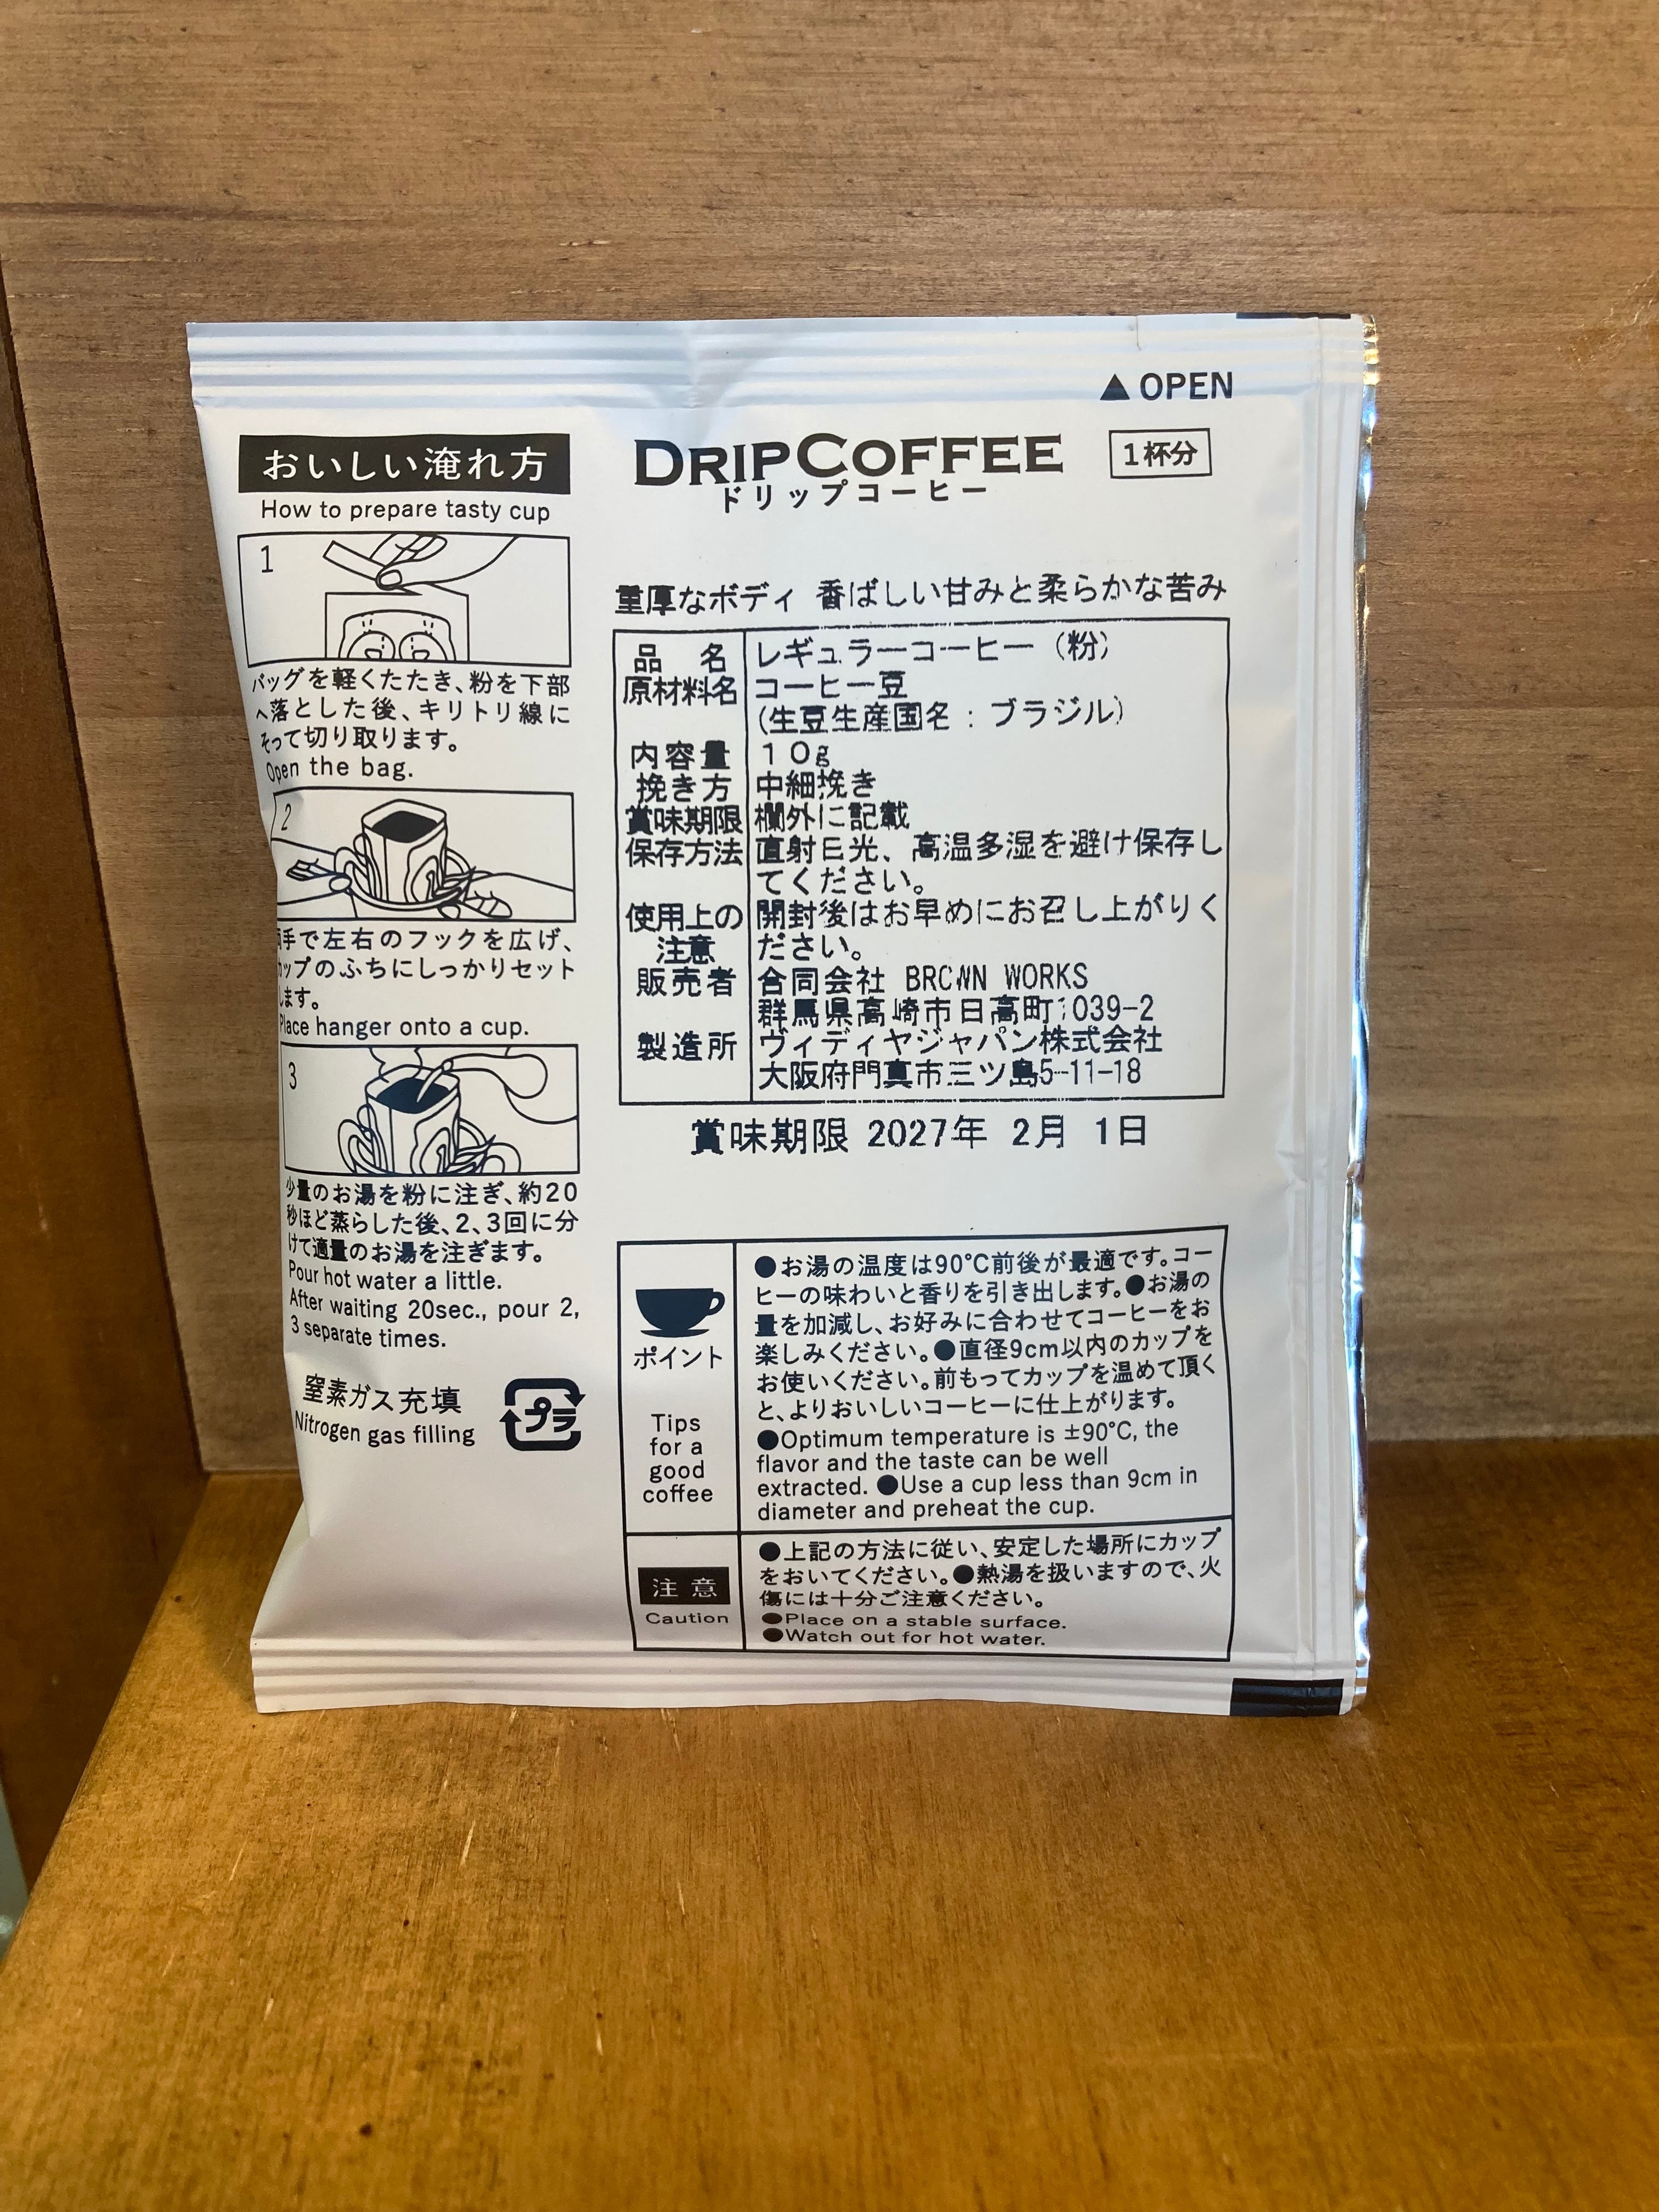 ▲ OPEN
おいしい淹れ方
How to prepare tasty cup
1
バッグを軽くたたき、粉を下部
へ落とした後、キリトリ線に
そって切り取ります。
Open the bag.
2
両手で左右のフックを広げ、
カップのふちにしっかりセット
します。
Place hanger onto a cup.
3
少量のお湯を粉に注ぎ、約20
秒ほど蒸らした後、2、3回に分
けて適量のお湯を注ぎます。
Pour hot water a little.
After waiting 20sec., pour 2,
3 separate times.
窒素ガス充填
Nitrogen gas filling
プラ
DRIPCOFFEE
ドリップコーヒー
1杯分
重厚なボディ 香ばしい甘みと柔らかな苦み
品 名 レギュラーコーヒー（粉）
原材料名 コーヒー豆
(生豆生産国名：ブラジル)
内容量 10g
挽き方 中細挽き
賞味期限 欄外に記載
保存方法 直射日光、高温多湿を避け保存し
てください。
使用上の 開封後はお早めにお召し上がりく
注意 ださい。
販売者 合同会社 BROWN WORKS
群馬県高崎市日高町1039-2
製造所 ヴィディヤジャパン株式会社
大阪府門真市三ツ島5-11-18
賞味期限 2027年 2月 1日
ポイント
Tips
for a
good
coffee
●お湯の温度は90℃前後が最適です。コー
ヒーの味わいと香りを引き出します。●お湯の
量を加減し、お好みに合わせてコーヒーをお
楽しみください。●直径9cm以内のカップを
お使いください。前もってカップを温めて頂く
と、よりおいしいコーヒーに仕上がります。
●Optimum temperature is ±90℃, the
flavor and the taste can be well
extracted. ●Use a cup less than 9cm in
diameter and preheat the cup.
注意
Caution
●上記の方法に従い、安定した場所にカップ
をおいてください。●熱湯を扱いますので、火
傷には十分ご注意ください。
●Place on a stable surface.
●Watch out for hot water.